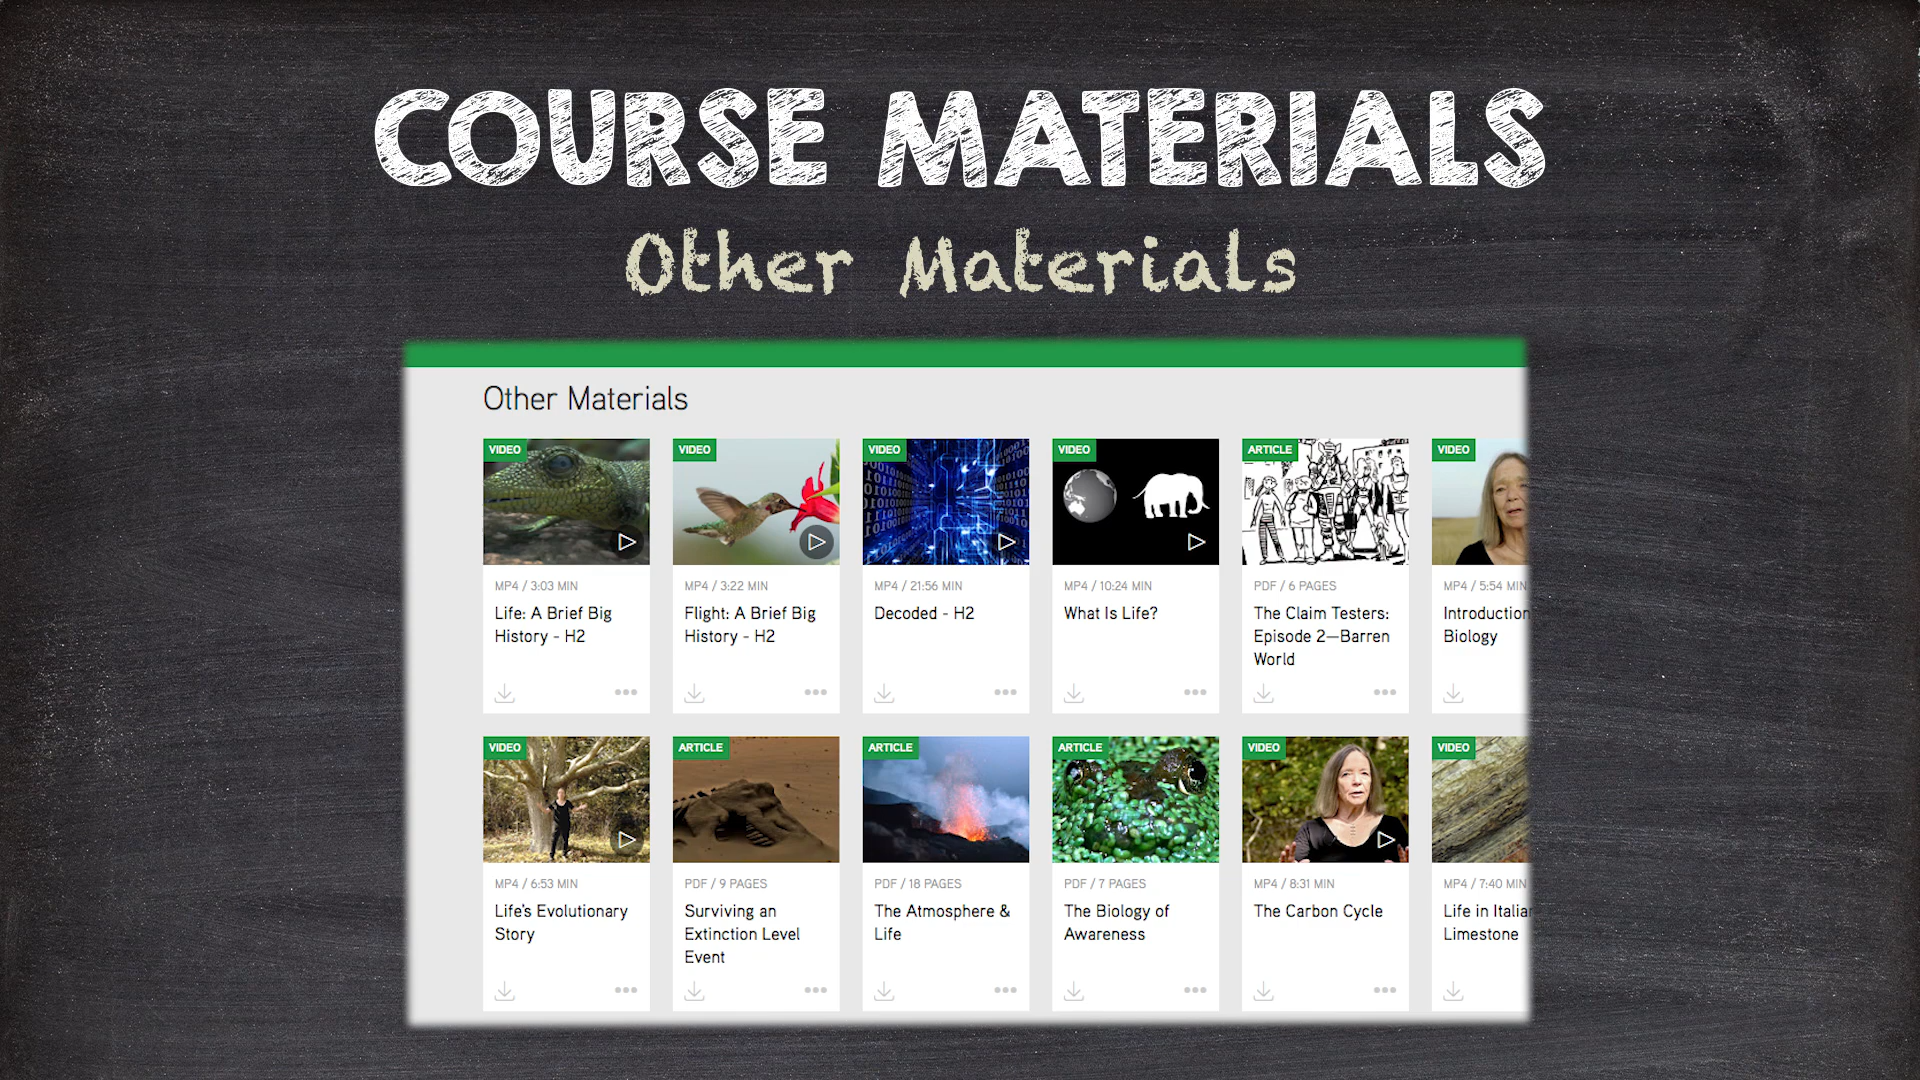 COURSE MATERIALS
Other Materials
Other Materials
VIDEO
MP4 / 3:03 MIN
Life: A Brief Big
History - H2
VIDEO
MP4 / 3:22 MIN
Flight: A Brief Big
History - H2
VIDEO
MP4 / 21:56 MIN
Decoded - H2
VIDEO
MP4 / 10:24 MIN
What Is Life?
ARTICLE
PDF / 6 PAGES
The Claim Testers:
Episode 2—Barren
World
VIDEO
MP4 / 5:54 MIN
Introduction
Biology
VIDEO
MP4 / 6:53 MIN
Life's Evolutionary
Story
ARTICLE
PDF / 9 PAGES
Surviving an
Extinction Level
Event
ARTICLE
PDF / 18 PAGES
The Atmosphere &
Life
ARTICLE
PDF / 7 PAGES
The Biology of
Awareness
VIDEO
MP4 / 8:31 MIN
The Carbon Cycle
VIDEO
MP4 / 7:40 MIN
Life in
Limestone